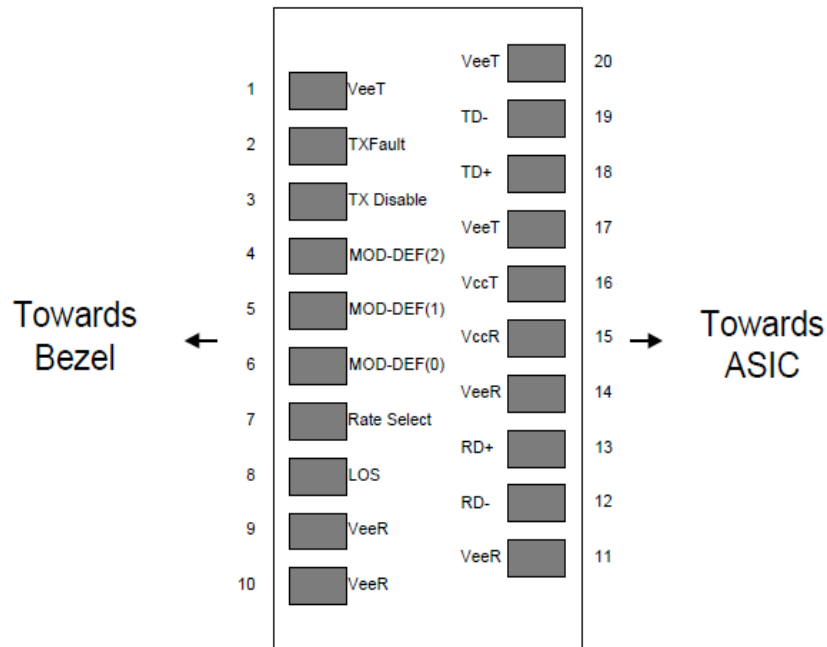 VeeT 20
1 VeeT
TD- 19
2 TXFault
TD+ 18
3 TX Disable
VeeT 17
4 MOD-DEF(2)
VccT 16
5 MOD-DEF(1)
Towards
Bezel
VccR 15
Towards
ASIC
6 MOD-DEF(0)
VeeR 14
7 Rate Select
RD+ 13
8 LOS
RD- 12
9 VeeR
VeeR 11
10 VeeR